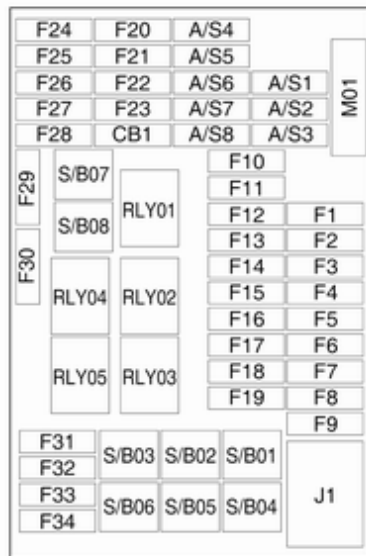 F24 F20 A/S4
F25 F21 A/S5
F26 F22 A/S6 A/S1
F27 F23 A/S7 A/S2
F28 CB1 A/S8 A/S3
M01
F29
F30
S/B07
S/B08
RLY01
RLY04 RLY02
RLY05 RLY03
F10
F11
F12 F1
F13 F2
F14 F3
F15 F4
F16 F5
F17 F6
F18 F7
F19 F8
F9
F31
F32
F33
F34
S/B03 S/B02 S/B01
S/B06 S/B05 S/B04
J1